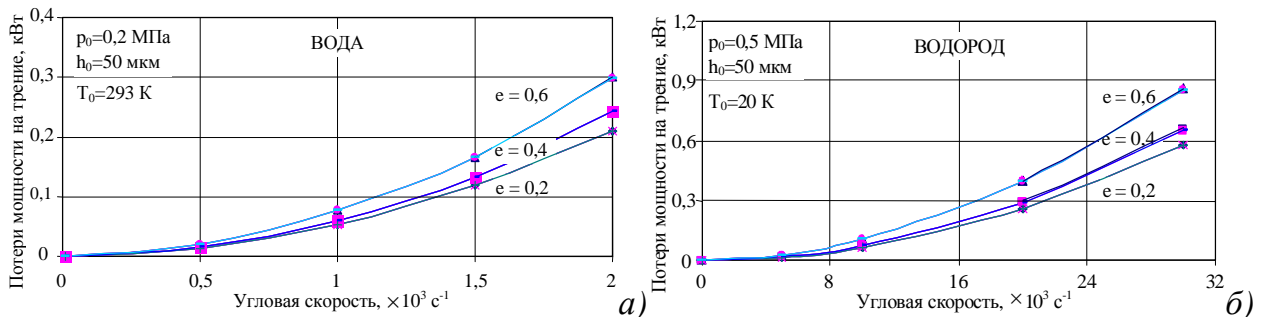 Потери мощности на трение, кВт
0,4
0,3
0,2
0,1
0
p₀=0,2 МПа
h₀=50 мкм
T₀=293 К
ВОДА
e = 0,6
e = 0,4
e = 0,2
0 0,5 1 1,5 2
Угловая скорость, ×10³ с⁻¹
а)
Потери мощности на трение, кВт
1,2
0,9
0,6
0,3
0
p₀=0,5 МПа
h₀=50 мкм
T₀=20 К
ВОДОРОД
e = 0,6
e = 0,4
e = 0,2
0 8 16 24 32
Угловая скорость, ×10³ с⁻¹
б)